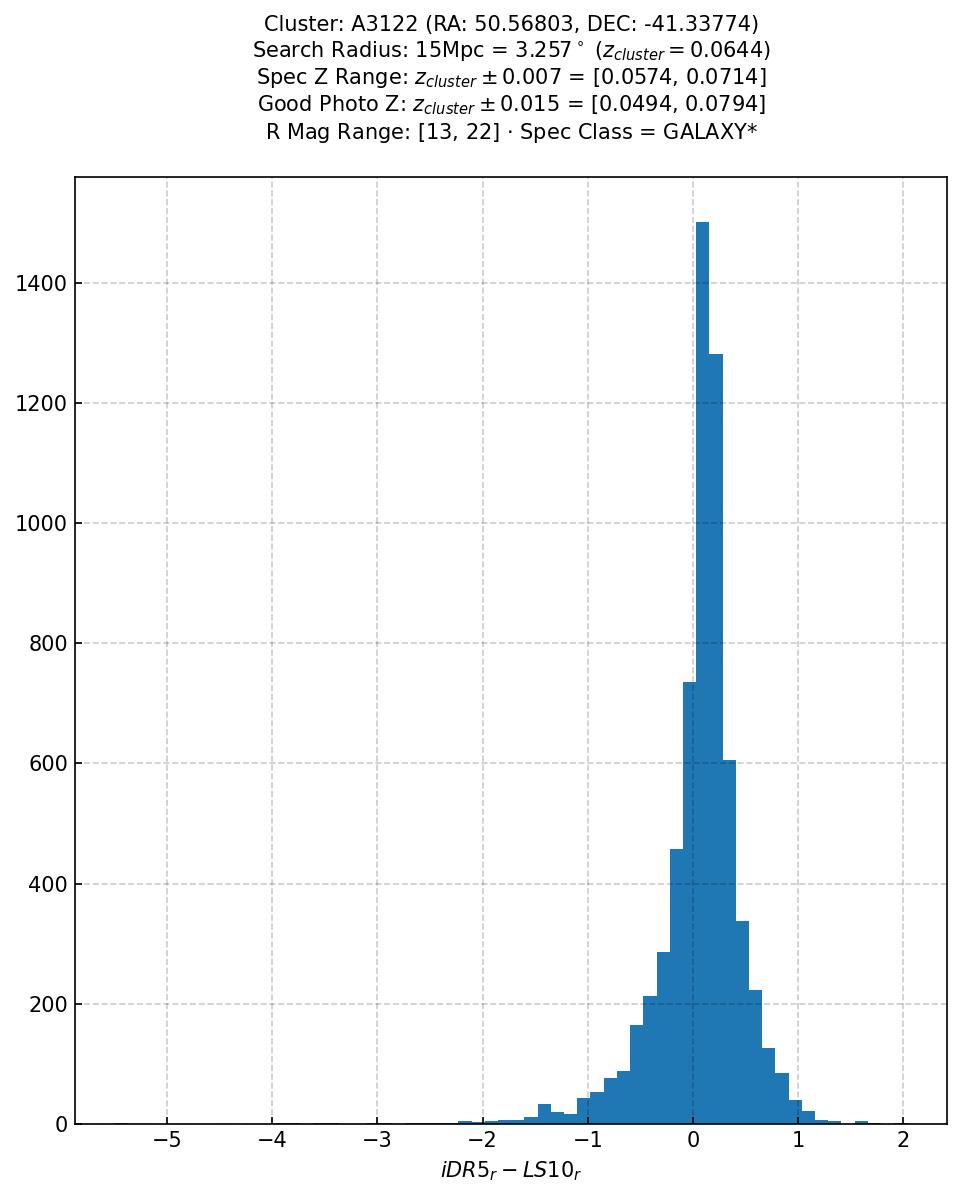 Cluster: A3122 (RA: 50.56803, DEC: -41.33774)
Search Radius: 15Mpc = 3.257° (z_cluster = 0.0644)
Spec Z Range: z_cluster ± 0.007 = [0.0574, 0.0714]
Good Photo Z: z_cluster ± 0.015 = [0.0494, 0.0794]
R Mag Range: [13, 22] · Spec Class = GALAXY*
1400
1200
1000
800
600
400
200
0
−5 −4 −3 −2 −1 0 1 2
iDR5_r − LS10_r